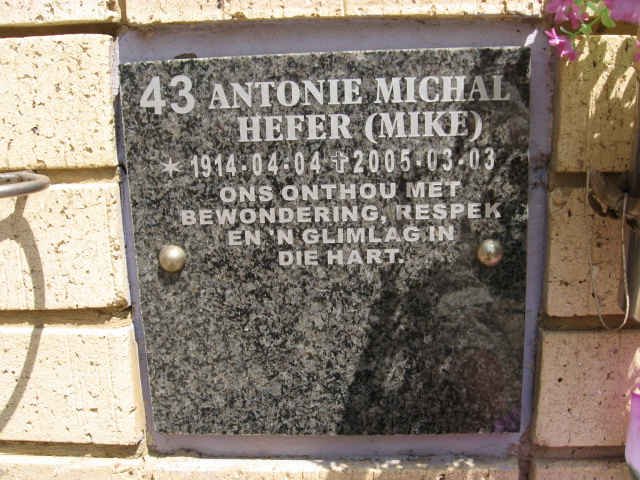 43 ANTONIE MICHAL
HEFER (MIKE)
* 1914-04-04 ✝ 2005-03-03
ONS ONTHOU MET
BEWONDERING, RESPEK
EN 'N GLIMLAG IN
DIE HART.